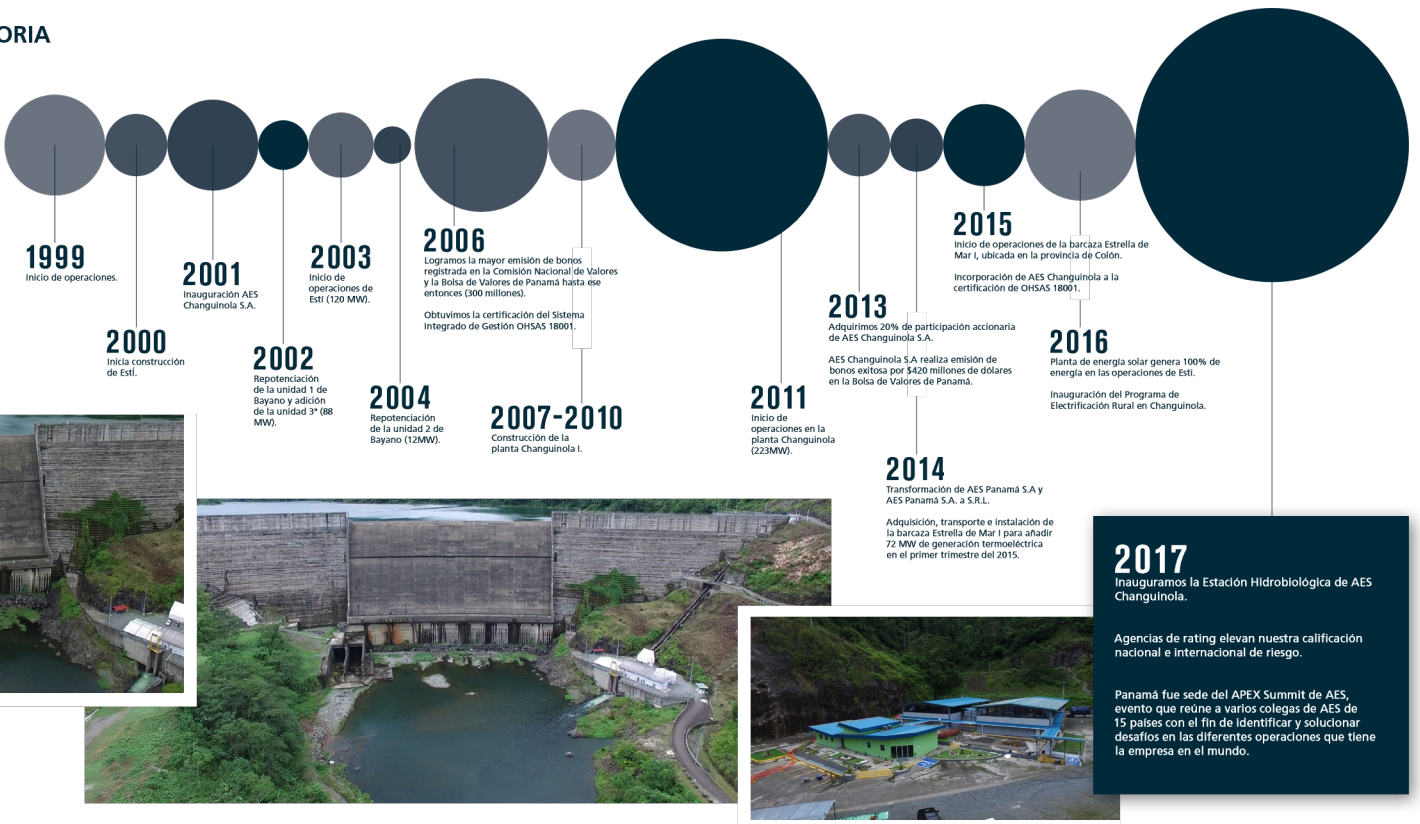 ORIA
1999
Inicio de operaciones.
2000
Inicia construcción
de Estí.
2001
Inauguración AES
Changuinola S.A.
2002
Repotenciación
de la unidad 1 de
Bayano y adición
de la unidad 3ª (88
MW).
2003
Inicio de
operaciones de
Estí (120 MW).
2004
Repotenciación
de la unidad 2 de
Bayano (12MW).
2006
Logramos la mayor emisión de bonos
registrada en la Comisión Nacional de Valores
y la Bolsa de Valores de Panamá hasta ese
entonces (300 millones).
Obtuvimos la certificación del Sistema
Integrado de Gestión OHSAS 18001.
2007-2010
Construcción de la
planta Changuinola I.
2011
Inicio de
operaciones en la
planta Changuinola
(223MW).
2013
Adquirimos 20% de participación accionaria
de AES Changuinola S.A.
AES Changuinola S.A realiza emisión de
bonos exitosa por $420 millones de dólares
en la Bolsa de Valores de Panamá.
2014
Transformación de AES Panamá S.A y
AES Panamá S.A. a S.R.L.
Adquisición, transporte e instalación de
la barcaza Estrella de Mar I para añadir
72 MW de generación termoeléctrica
en el primer trimestre del 2015.
2015
Inicio de operaciones de la barcaza Estrella de
Mar I, ubicada en la provincia de Colón.
Incorporación de AES Changuinola a la
certificación de OHSAS 18001.
2016
Planta de energía solar genera 100% de
energía en las operaciones de Estí.
Inauguración del Programa de
Electrificación Rural en Changuinola.
2017
Inauguramos la Estación Hidrobiológica de AES
Changuinola.
Agencias de rating elevan nuestra calificación
nacional e internacional de riesgo.
Panamá fue sede del APEX Summit de AES,
evento que reúne a varios colegas de AES de
15 países con el fin de identificar y solucionar
desafíos en las diferentes operaciones que tiene
la empresa en el mundo.